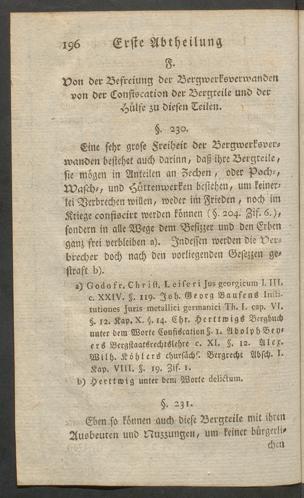 196 Erste Abtheilung
F.
Von der Befreiung der Bergwerksverwanden
von der Confiscation der Bergteile und der
Hülfe zu diesen Teilen.
§. 230.
Eine sehr grose Freiheit der Bergwerksver-
wanden bestehet auch darinn, daß ihre Bergteile,
sie mögen in Anteilen an Zechen, oder Poch-,
Wasch-, und Hüttenwerken bestehen, um keiner-
lei Verbrechen willen, weder im Frieden, noch im
Kriege confiscirt werden können (§. 204. Zif. 6.),
sondern in alle Wege dem Besizer und den Erben
ganz frei verbleiben a). Indessen werden die Ver-
brecher doch nach den vorliegenden Gesezzen ge-
straft b).
a) Godofr. Christ. Leiseri Jus georgicum L. III.
c. XXIV. §. 119. Joh. Georg Bausens Insti-
tutiones Juris metallici germanici Th. I. cap. VI.
§. 12. Kap. X. §. 14. Chr. Herttwigs Bergbuch
unter dem Worte Confiscation §. 1. Adolph Bey-
ers Bergstaatsrechtslehre c. XI. §. 12. Alex.
Wilh. Köhlers chursächs. Bergrecht Absch. I.
Kap. VIII. §. 19. Zif. 1.
b) Herttwig unter dem Worte delictum.
§. 231.
Eben so können auch diese Bergteile mit ihren
Ausbeuten und Nuzzungen, um keiner bürgerli-
chen